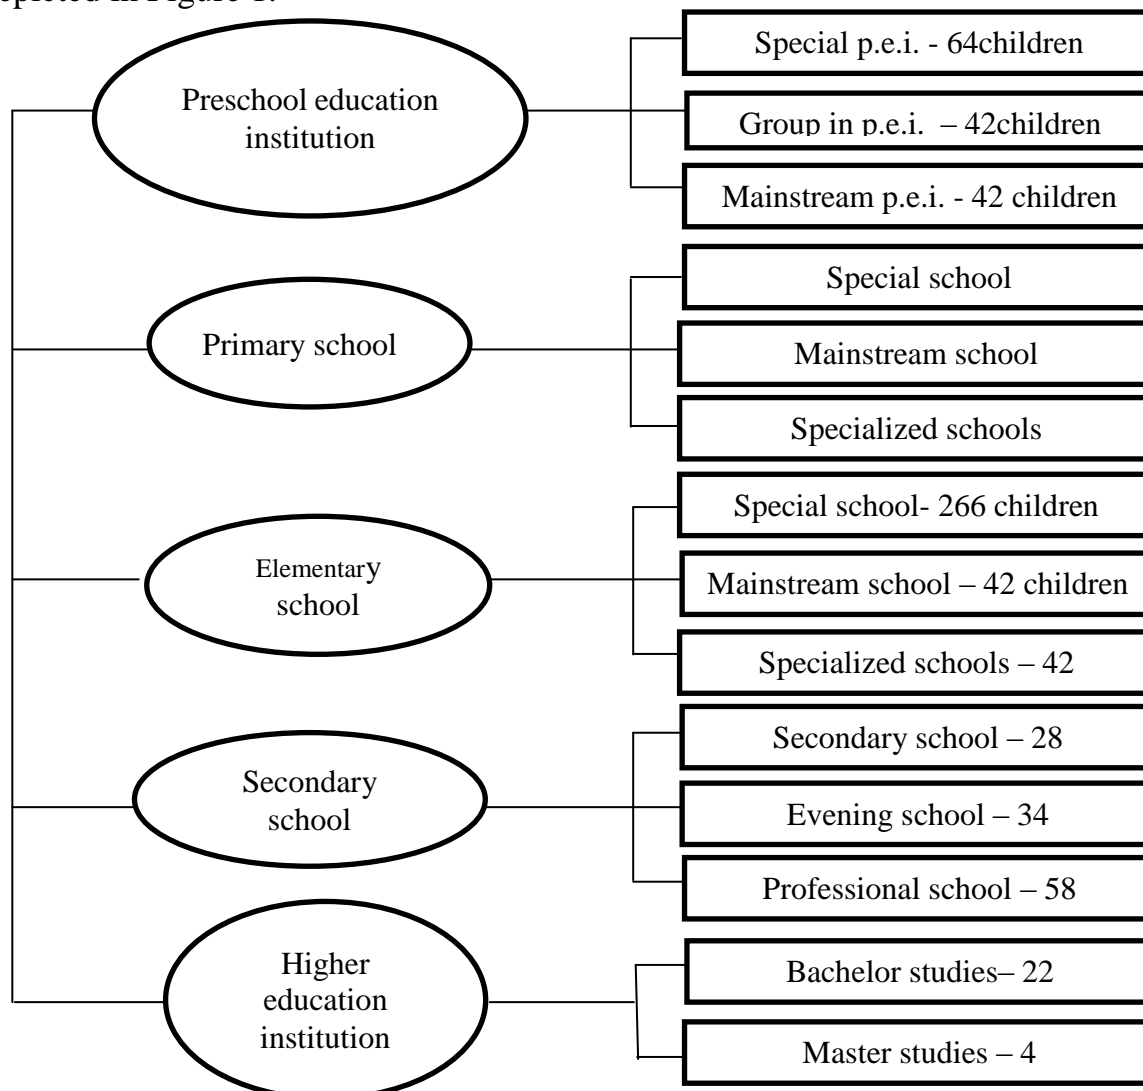 epicted in Figure 1.
Special p.e.i. - 64children
Preschool education
institution
Group in p.e.i. – 42children
Mainstream p.e.i. - 42 children
Special school
Primary school
Mainstream school
Specialized schools
Special school- 266 children
Elementary
school
Mainstream school – 42 children
Specialized schools – 42
Secondary school – 28
Secondary
school
Evening school – 34
Professional school – 58
Higher
education
institution
Bachelor studies– 22
Master studies – 4